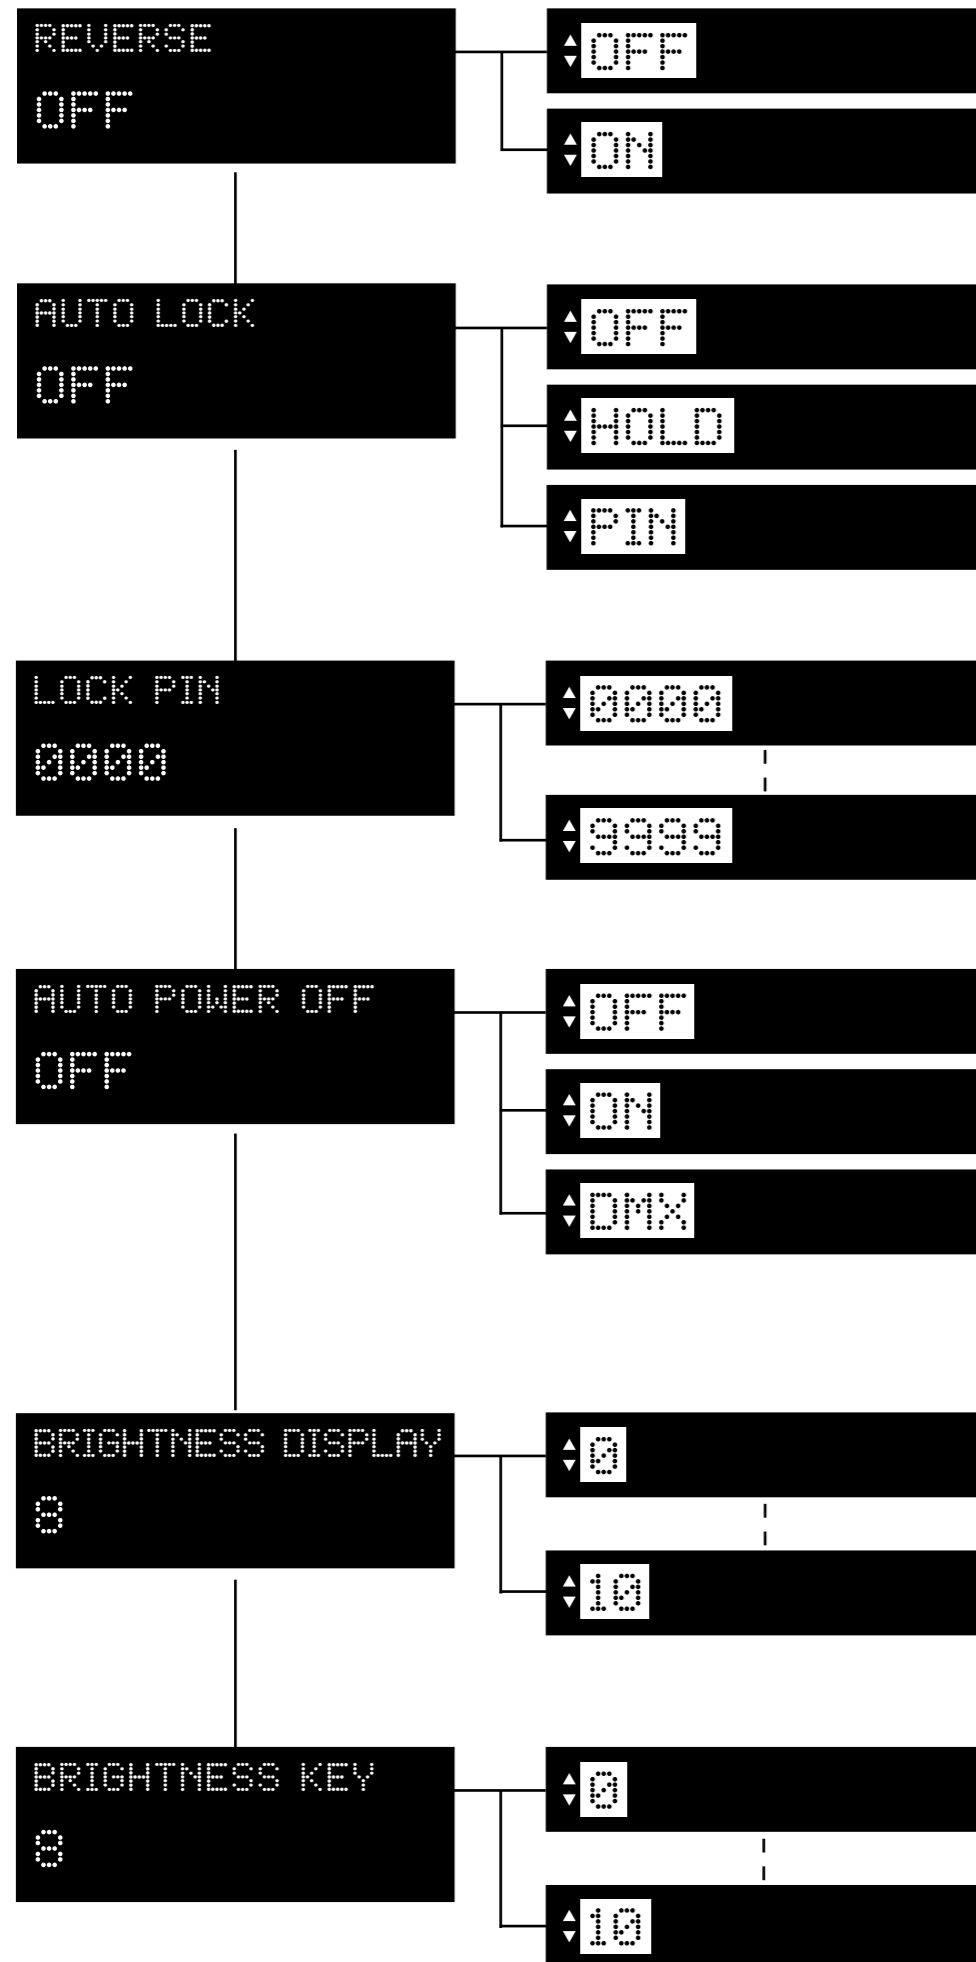 REVERSE
OFF
OFF
ON
AUTO LOCK
OFF
OFF
HOLD
PIN
LOCK PIN
0000
0000
9999
AUTO POWER OFF
OFF
OFF
ON
DMX
BRIGHTNESS DISPLAY
8
0
10
BRIGHTNESS KEY
8
0
10